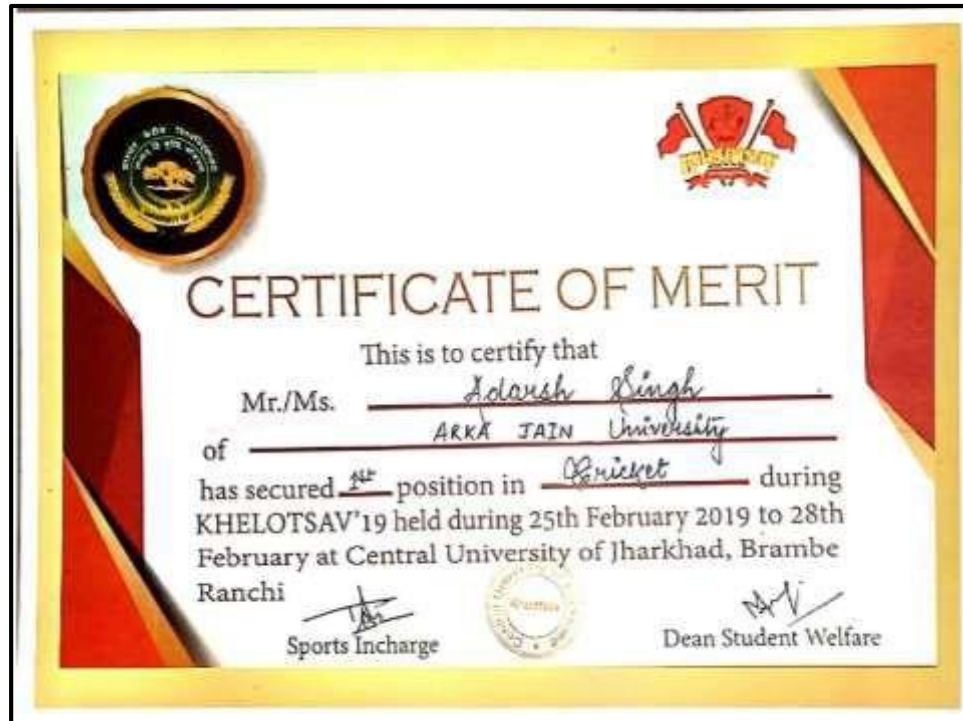 CERTIFICATE OF MERIT
This is to certify that
Mr./Ms. Adarsh Singh
of ARKA JAIN University
has secured 1st position in Cricket during
KHELOTSAV'19 held during 25th February 2019 to 28th
February at Central University of Jharkhad, Brambe
Ranchi
Sports Incharge
Dean Student Welfare